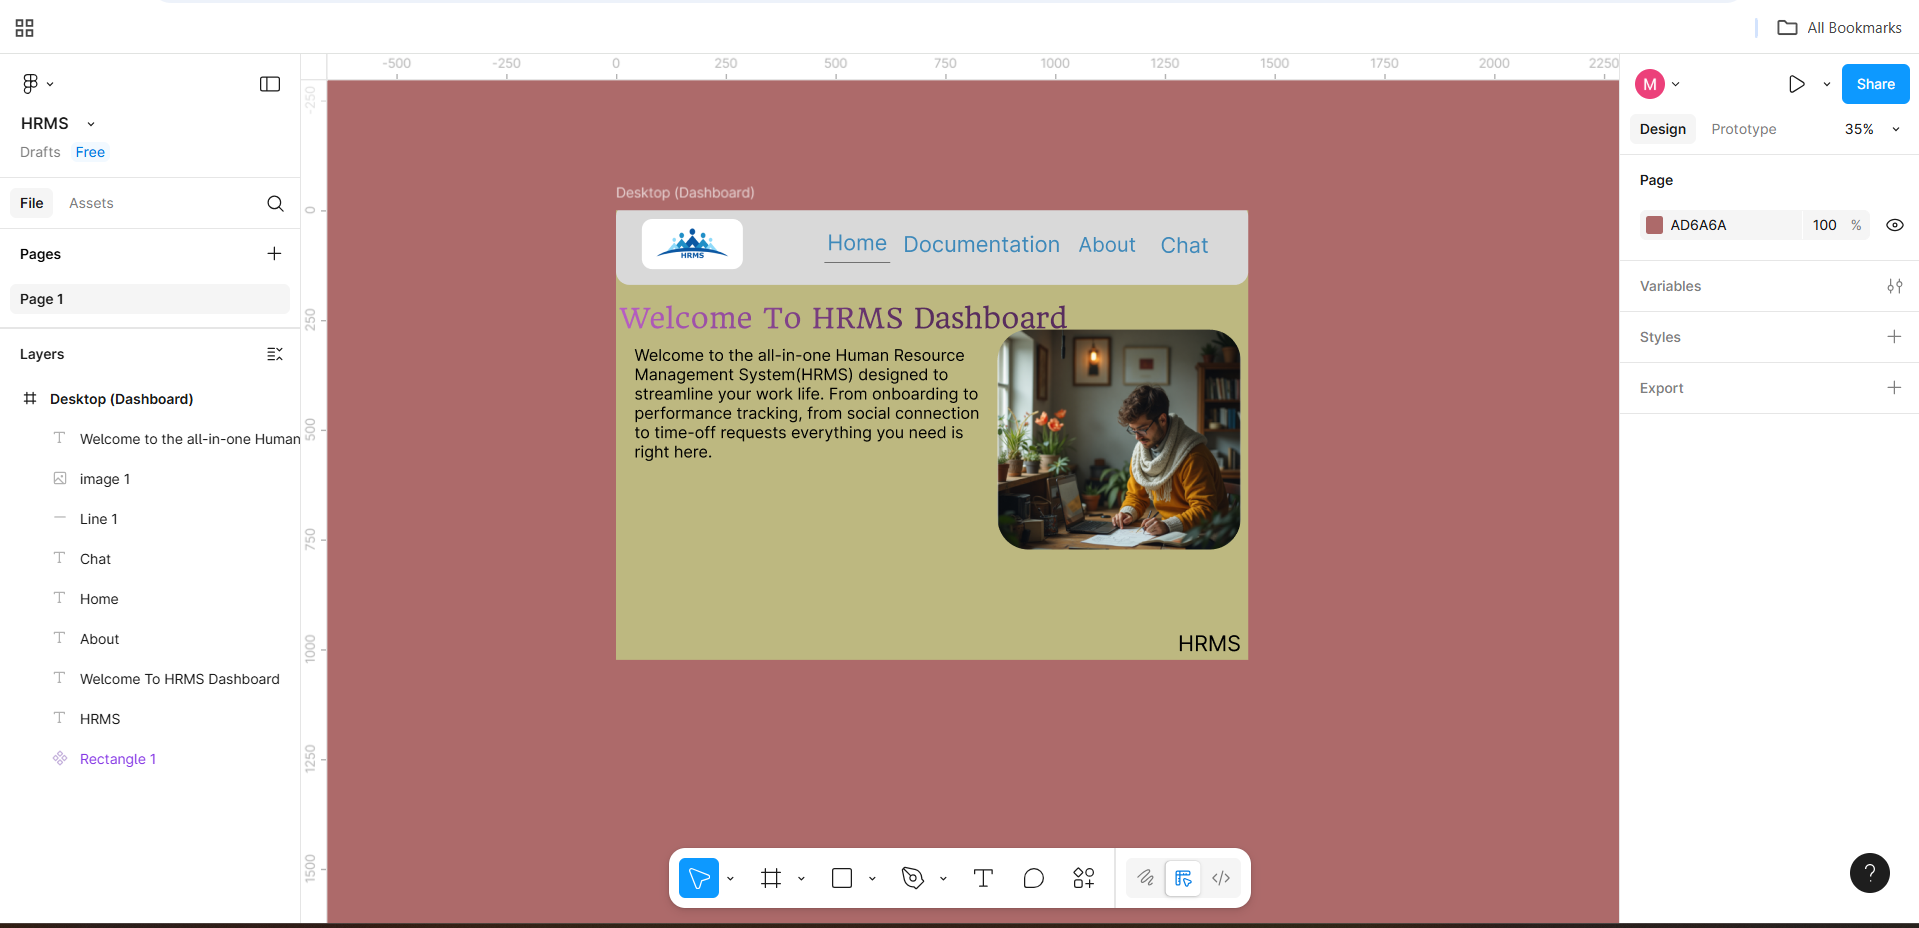 All Bookmarks
HRMS
Drafts Free
File Assets
Pages
Page 1
Layers
Desktop (Dashboard)
Welcome to the all-in-one Human
image 1
Line 1
Chat
Home
About
Welcome To HRMS Dashboard
HRMS
Rectangle 1
-500 -250 0 250 500 750 1000 1250 1500 1750 2000 2250
-250
0
250
500
750
1000
1250
1500
Desktop (Dashboard)
HRMS
Home Documentation About Chat
Welcome To HRMS Dashboard
Welcome to the all-in-one Human Resource
Management System(HRMS) designed to
streamline your work life. From onboarding to
performance tracking, from social connection
to time-off requests everything you need is
right here.
HRMS
M
Share
Design Prototype 35%
Page
AD6A6A 100 %
Variables
Styles
Export
?